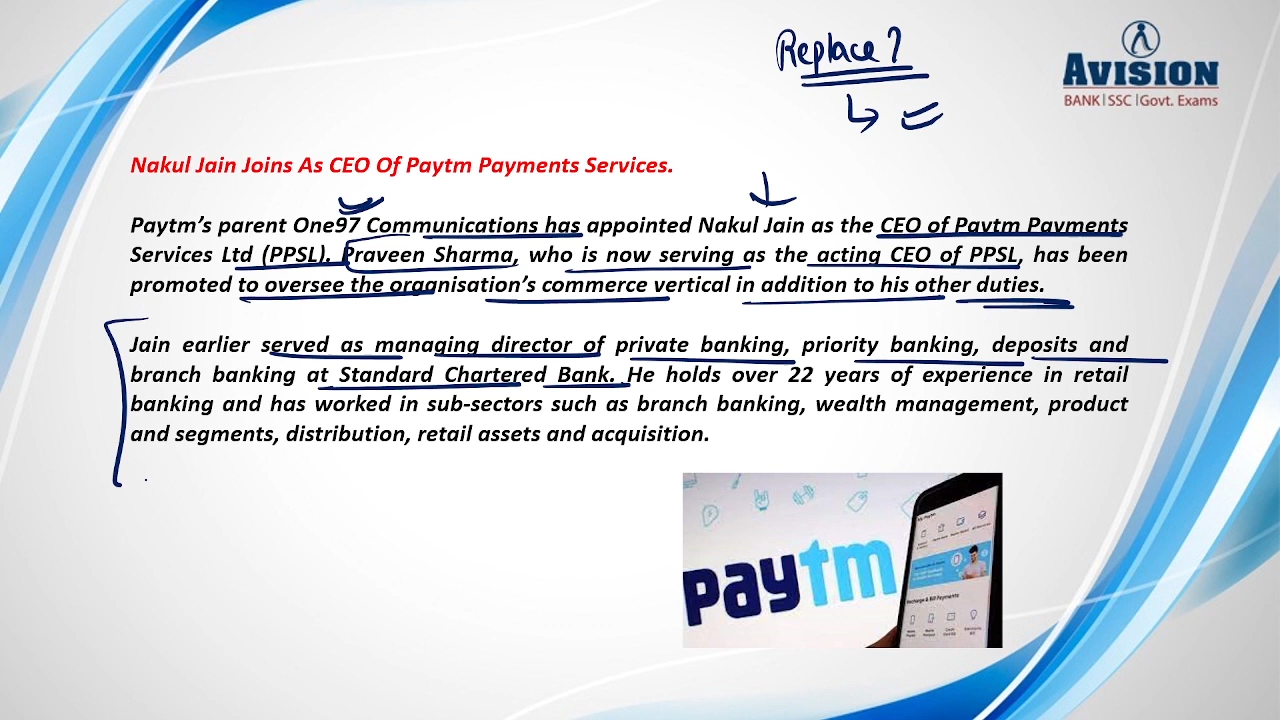 Replace?
AVISION
BANK|SSC|Govt. Exams
Nakul Jain Joins As CEO Of Paytm Payments Services.
Paytm's parent One97 Communications has appointed Nakul Jain as the CEO of Paytm Payments
Services Ltd (PPSL). Praveen Sharma, who is now serving as the acting CEO of PPSL, has been
promoted to oversee the organisation's commerce vertical in addition to his other duties.
Jain earlier served as managing director of private banking, priority banking, deposits and
branch banking at Standard Chartered Bank. He holds over 22 years of experience in retail
banking and has worked in sub-sectors such as branch banking, wealth management, product
and segments, distribution, retail assets and acquisition.
paytm
Recharge & Bill Payments